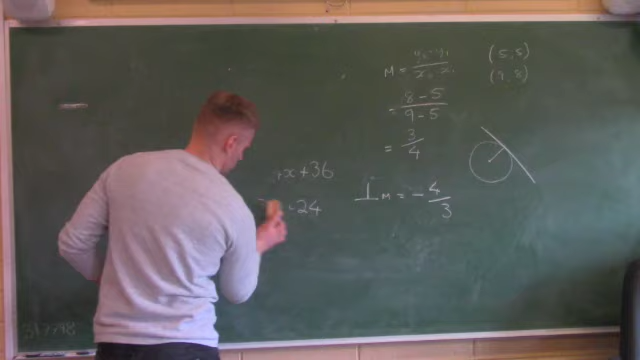 M = y₂-y₁ / x₂-x₁
(5,5)
(9,8)
= 8-5 / 9-5
= 3/4
+x+36
-24
⊥ M = - 4/3